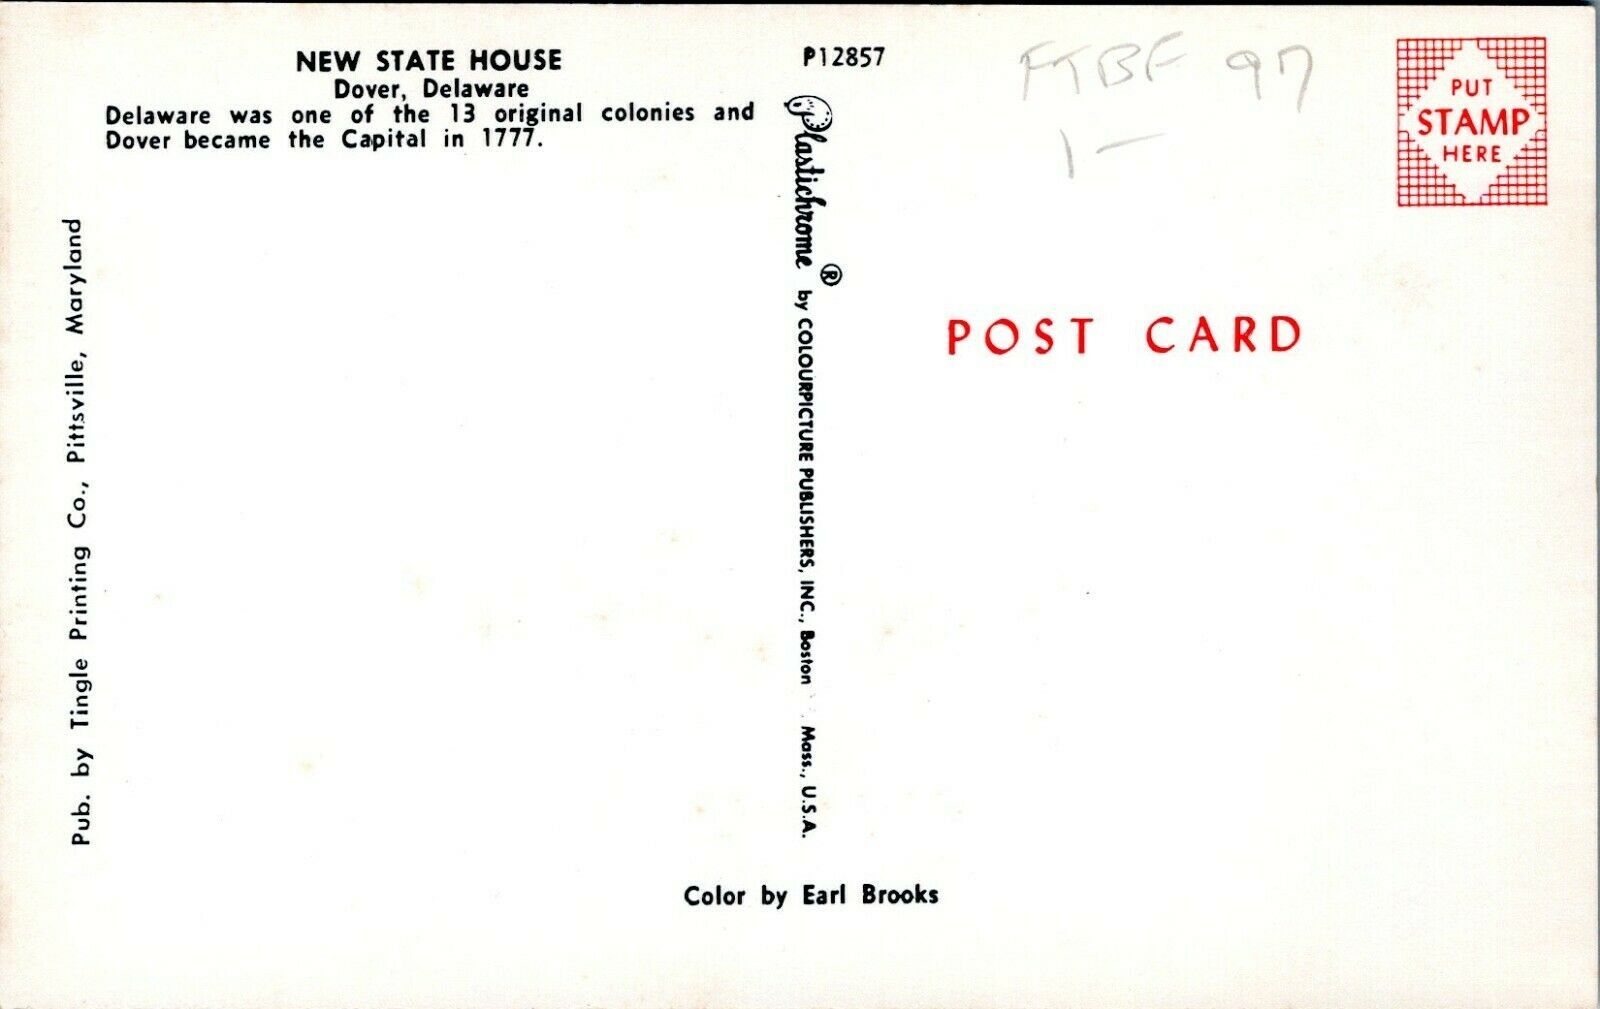 NEW STATE HOUSE
Dover, Delaware
Delaware was one of the 13 original colonies and
Dover became the Capital in 1777.
Pub. by Tingle Printing Co., Pittsville, Maryland
P12857
Plastichrome® by COLOURPICTURE PUBLISHERS, INC., Boston Mass., U.S.A.
FTBF 97
1-
PUT
STAMP
HERE
POST CARD
Color by Earl Brooks